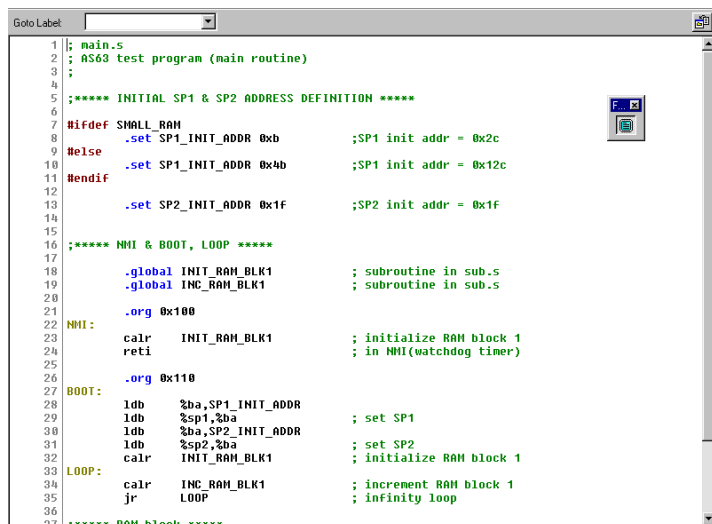 Goto Label:
F...
1 ; main.s
2 ; AS63 test program (main routine)
3 ;
4
5 ;***** INITIAL SP1 & SP2 ADDRESS DEFINITION *****
6
7 #ifdef SMALL_RAM
8 .set SP1_INIT_ADDR 0xb ;SP1 init addr = 0x2c
9 #else
10 .set SP1_INIT_ADDR 0x4b ;SP1 init addr = 0x12c
11 #endif
12
13 .set SP2_INIT_ADDR 0x1f ;SP2 init addr = 0x1f
14
15
16 ;***** NMI & BOOT, LOOP *****
17
18 .global INIT_RAM_BLK1 ; subroutine in sub.s
19 .global INC_RAM_BLK1 ; subroutine in sub.s
20
21 .org 0x100
22 NMI:
23 calr INIT_RAM_BLK1 ; initialize RAM block 1
24 reti ; in NMI(watchdog timer)
25
26 .org 0x110
27 BOOT:
28 ldb %ba,SP1_INIT_ADDR
29 ldb %sp1,%ba ; set SP1
30 ldb %ba,SP2_INIT_ADDR
31 ldb %sp2,%ba ; set SP2
32 calr INIT_RAM_BLK1 ; initialize RAM block 1
33 LOOP:
34 calr INC_RAM_BLK1 ; increment RAM block 1
35 jr LOOP ; infinity loop
36
37 ;***** RAM block *****